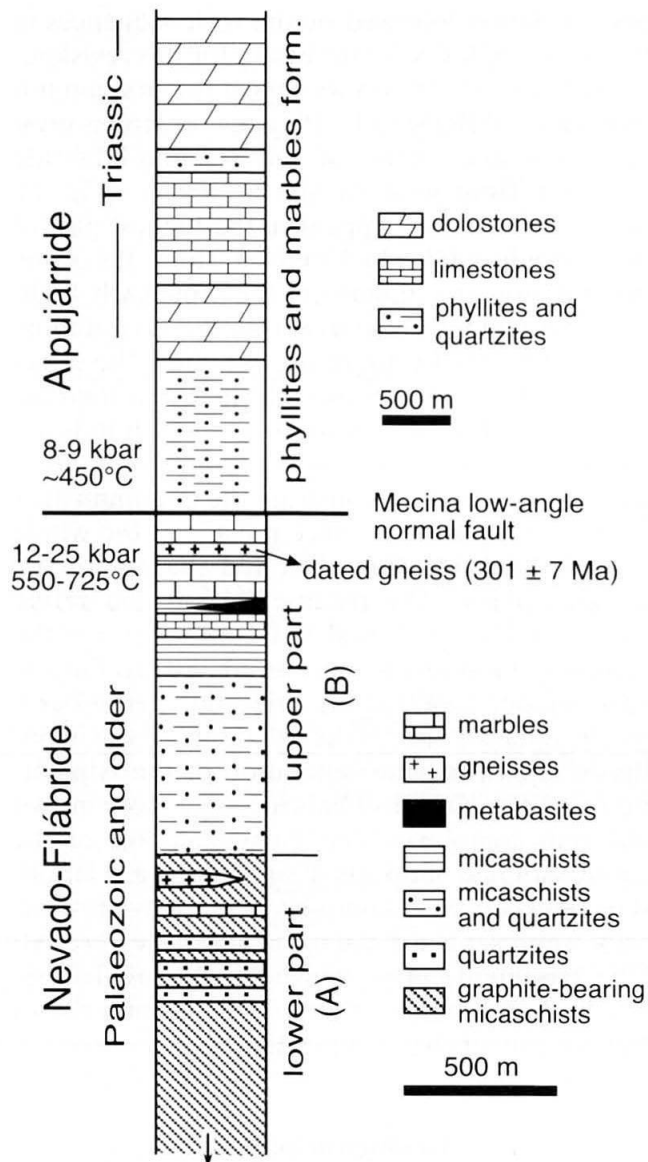 Alpujárride
Triassic
phyllites and marbles form.
8-9 kbar
~450°C
dolostones
limestones
phyllites and
quartzites
500 m
Mecina low-angle
normal fault
12-25 kbar
550-725°C
dated gneiss (301 ± 7 Ma)
Nevado-Filábride
Palaeozoic and older
upper part
(B)
lower part
(A)
marbles
gneisses
metabasites
micaschists
micaschists
and quartzites
quartzites
graphite-bearing
micaschists
500 m